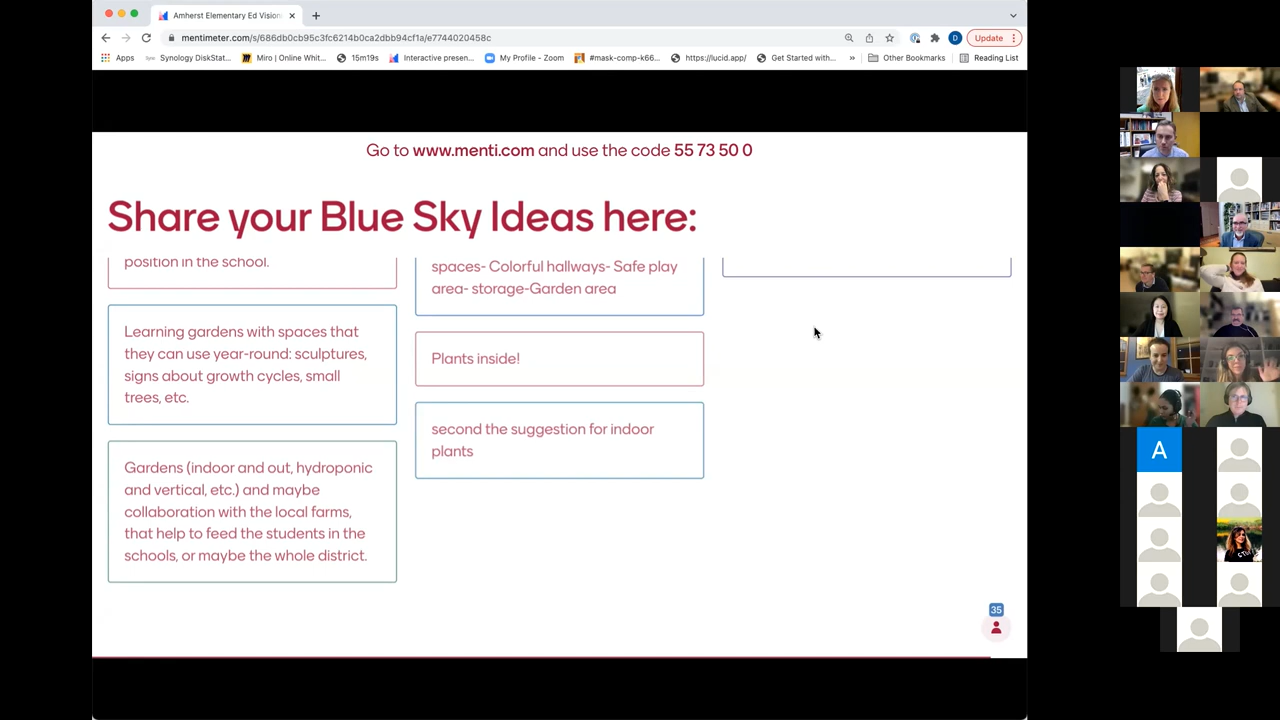 Amherst Elementary Ed Vision
mentimeter.com/s/686db0cb95c3fc6214b0ca2dbb94cf1a/e7744020458c
D
Update
Apps
Synology DiskStat...
Miro | Online Whit...
15m19s
Interactive presen...
My Profile - Zoom
#mask-comp-k66...
https://lucid.app/
Get Started with...
»
Other Bookmarks
Reading List
Go to www.menti.com and use the code 55 73 50 0
Share your Blue Sky Ideas here:
position in the school.
Learning gardens with spaces that
they can use year-round: sculptures,
signs about growth cycles, small
trees, etc.
Gardens (indoor and out, hydroponic
and vertical, etc.) and maybe
collaboration with the local farms,
that help to feed the students in the
schools, or maybe the whole district.
spaces- Colorful hallways- Safe play
area- storage-Garden area
Plants inside!
second the suggestion for indoor
plants
35
A